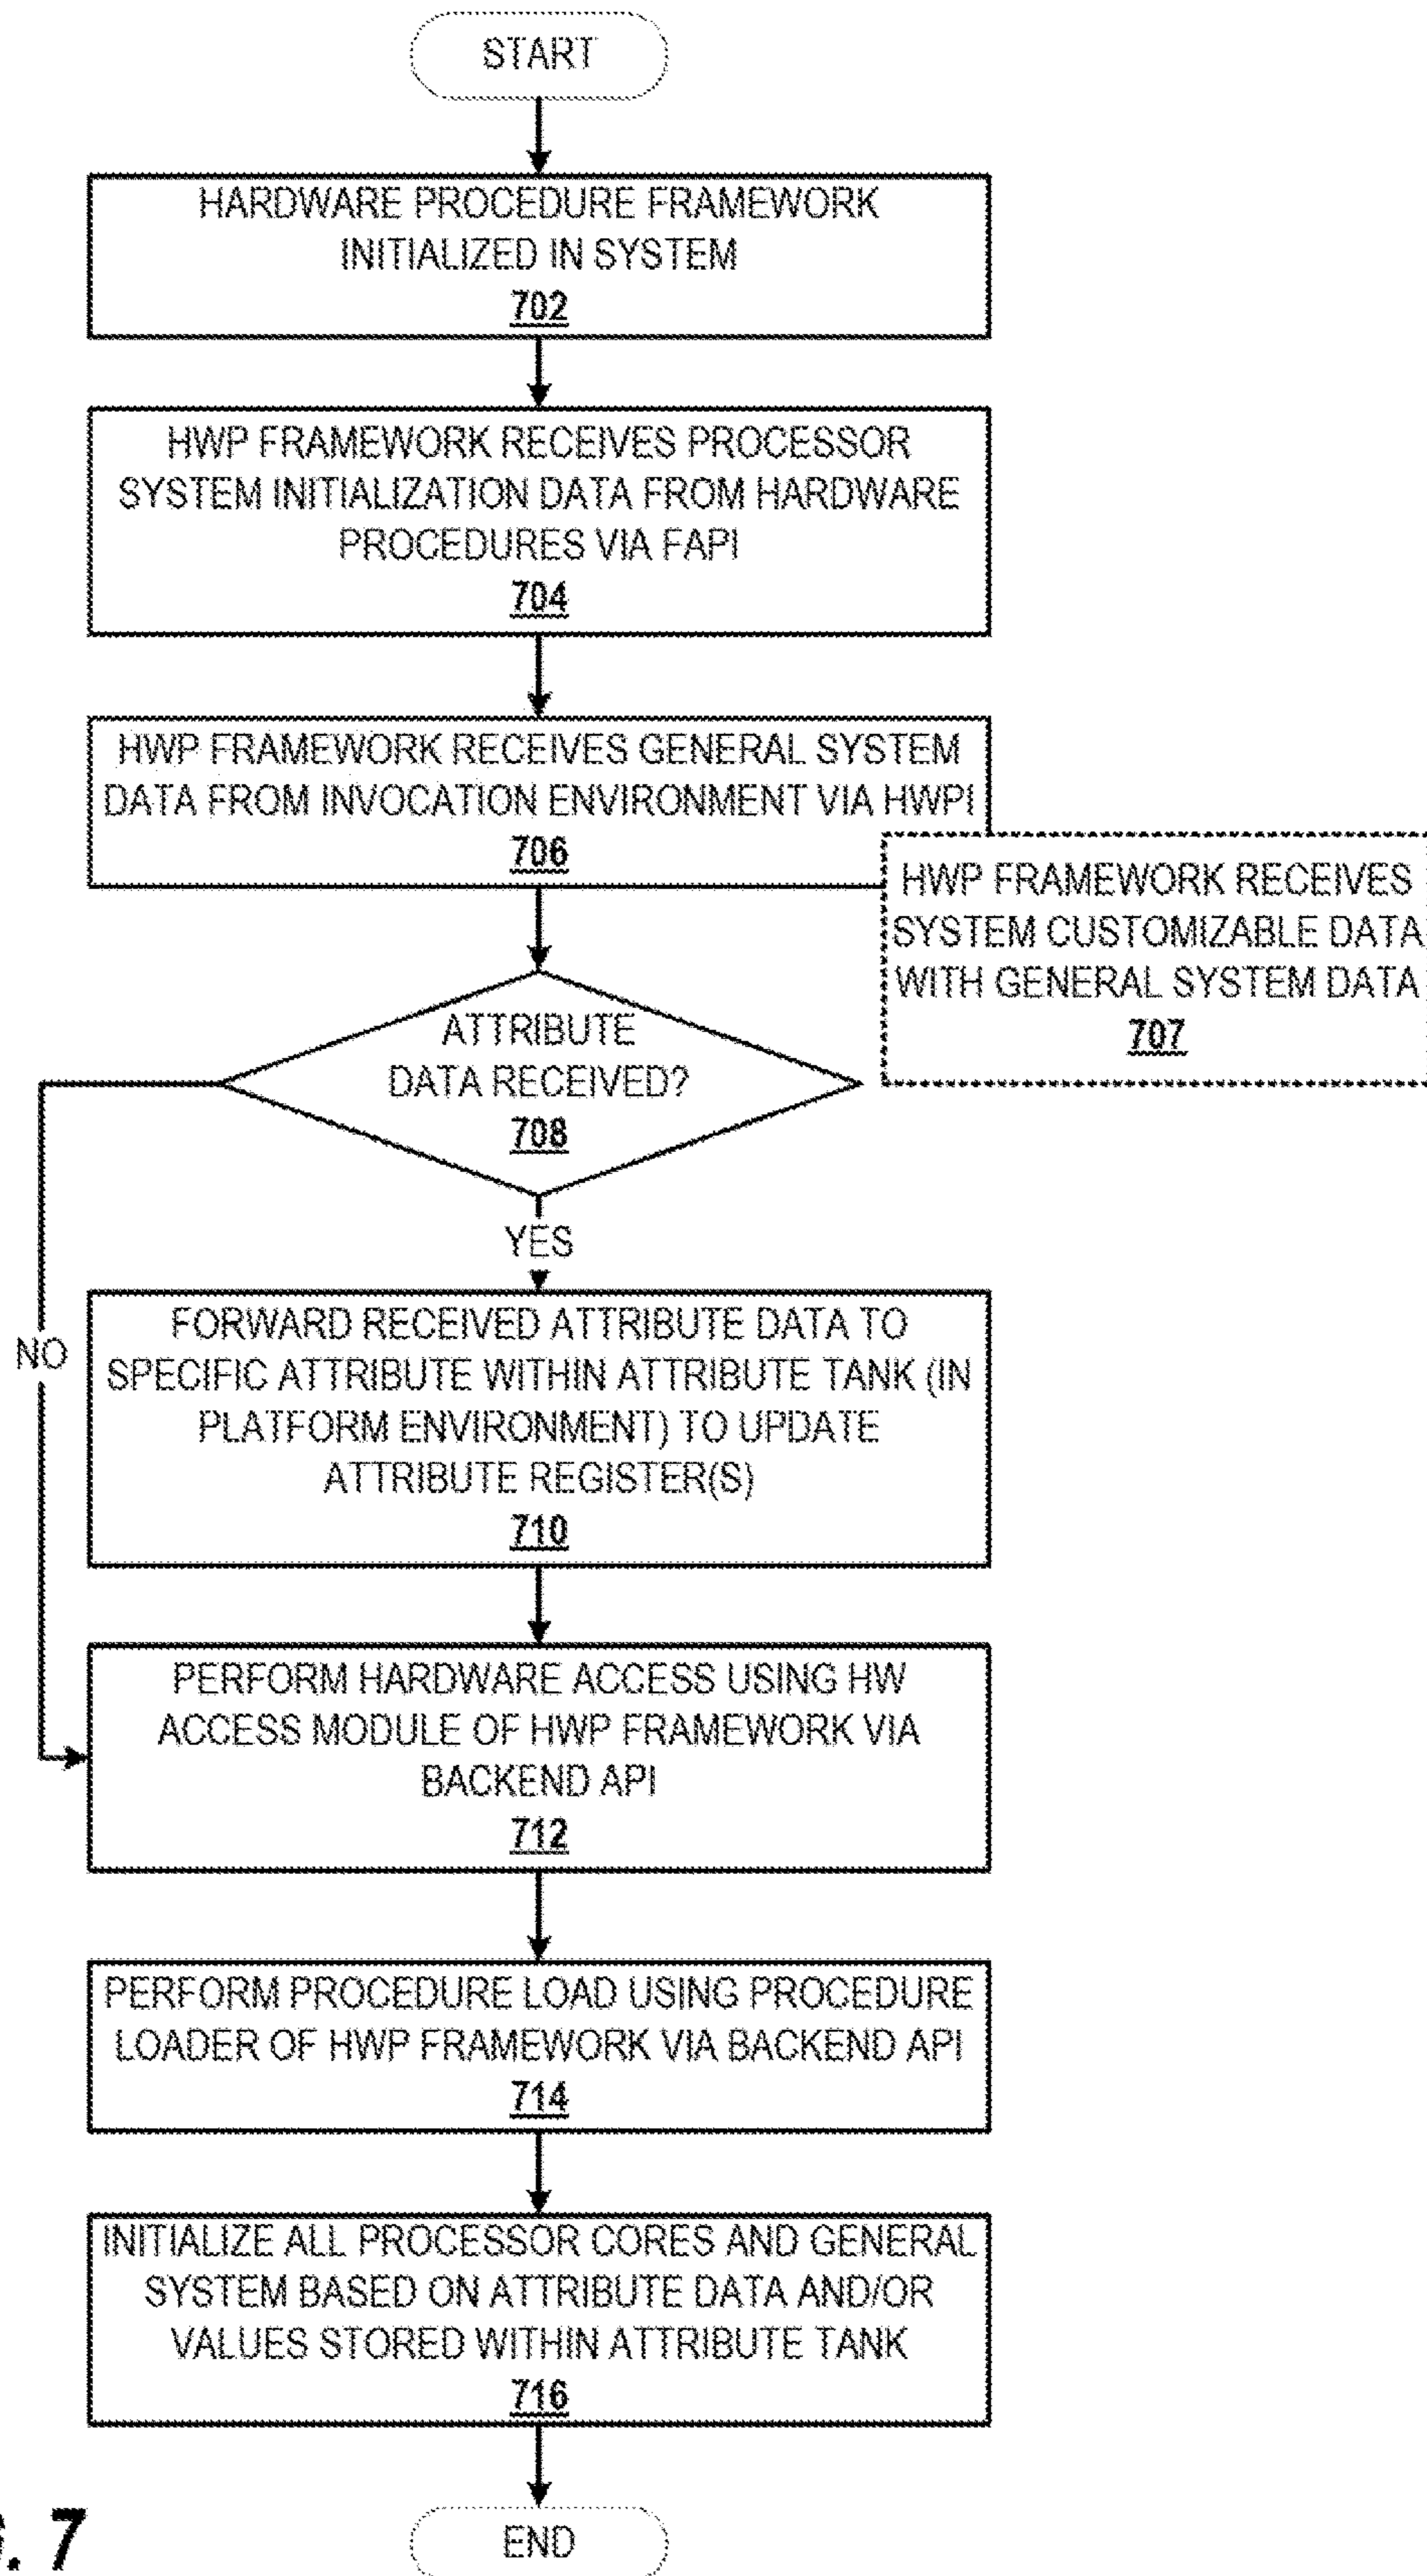 START
HARDWARE PROCEDURE FRAMEWORK
INITIALIZED IN SYSTEM
702
HWP FRAMEWORK RECEIVES PROCESSOR
SYSTEM INITIALIZATION DATA FROM HARDWARE
PROCEDURES VIA FAPI
704
HWP FRAMEWORK RECEIVES GENERAL SYSTEM
DATA FROM INVOCATION ENVIRONMENT VIA HWPI
706
HWP FRAMEWORK RECEIVES
SYSTEM CUSTOMIZABLE DATA
WITH GENERAL SYSTEM DATA
707
ATTRIBUTE
DATA RECEIVED?
708
YES
NO
FORWARD RECEIVED ATTRIBUTE DATA TO
SPECIFIC ATTRIBUTE WITHIN ATTRIBUTE TANK (IN
PLATFORM ENVIRONMENT) TO UPDATE
ATTRIBUTE REGISTER(S)
710
PERFORM HARDWARE ACCESS USING HW
ACCESS MODULE OF HWP FRAMEWORK VIA
BACKEND API
712
PERFORM PROCEDURE LOAD USING PROCEDURE
LOADER OF HWP FRAMEWORK VIA BACKEND API
714
INITIALIZE ALL PROCESSOR CORES AND GENERAL
SYSTEM BASED ON ATTRIBUTE DATA AND/OR
VALUES STORED WITHIN ATTRIBUTE TANK
716
END
. 7